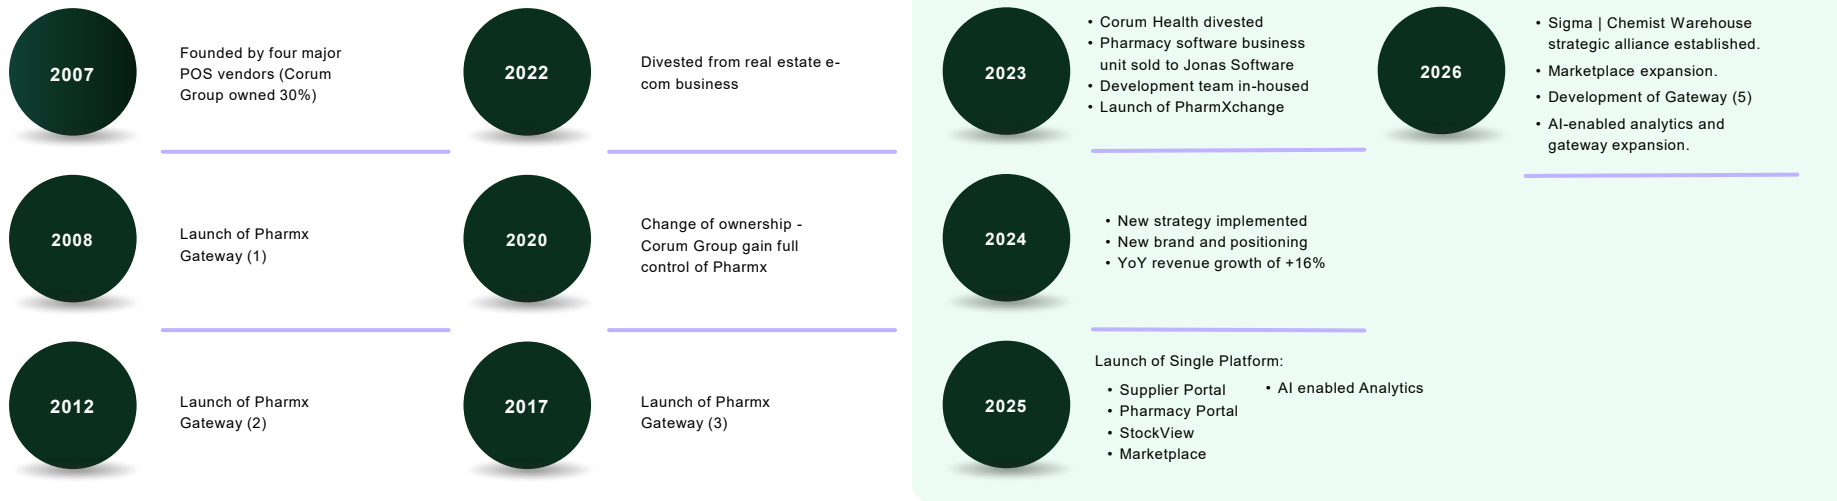 2007
Founded by four major
POS vendors (Corum
Group owned 30%)
2008
Launch of Pharmx
Gateway (1)
2012
Launch of Pharmx
Gateway (2)
2017
Launch of Pharmx
Gateway (3)
2020
Change of ownership -
Corum Group gain full
control of Pharmx
2022
Divested from real estate e-
com business
2023
• Corum Health divested
• Pharmacy software business
unit sold to Jonas Software
• Development team in-housed
• Launch of PharmXchange
2024
• New strategy implemented
• New brand and positioning
• YoY revenue growth of +16%
2025
Launch of Single Platform:
• Supplier Portal
• Pharmacy Portal
• StockView
• Marketplace
• AI enabled Analytics
2026
• Sigma | Chemist Warehouse
strategic alliance established.
• Marketplace expansion.
• Development of Gateway (5)
• AI-enabled analytics and
gateway expansion.